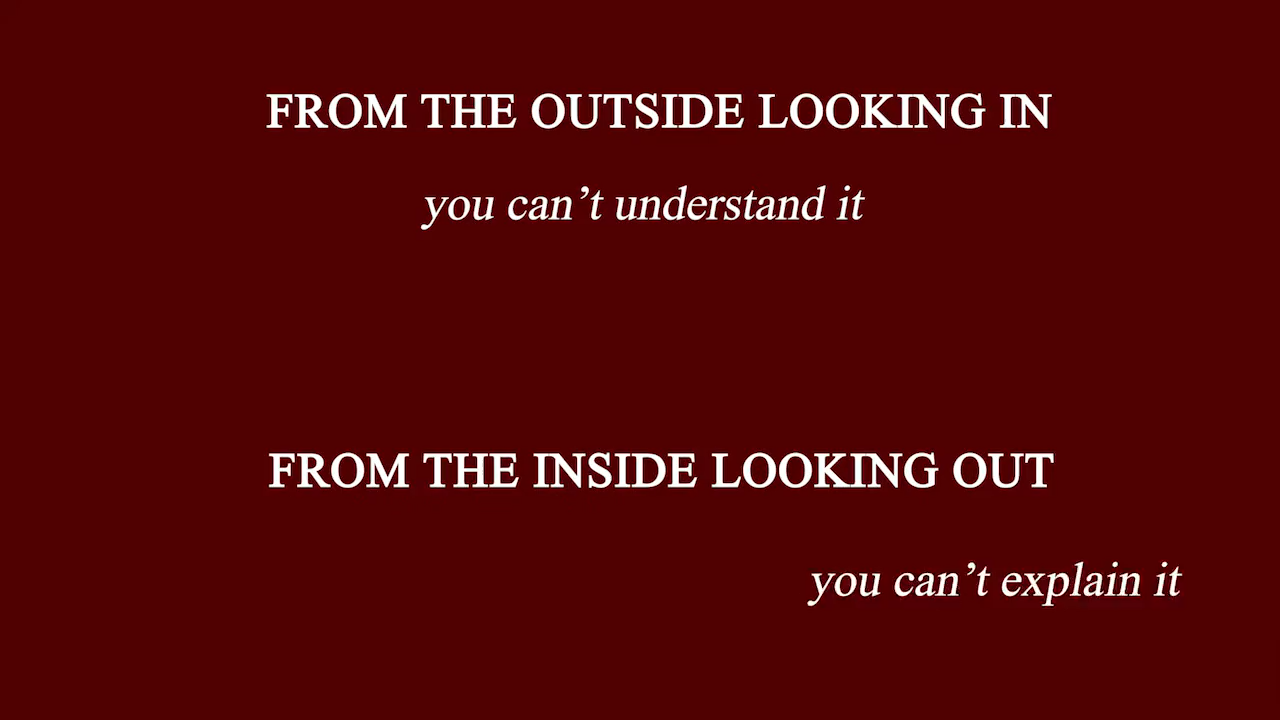 FROM THE OUTSIDE LOOKING IN
you can’t understand it
FROM THE INSIDE LOOKING OUT
you can’t explain it